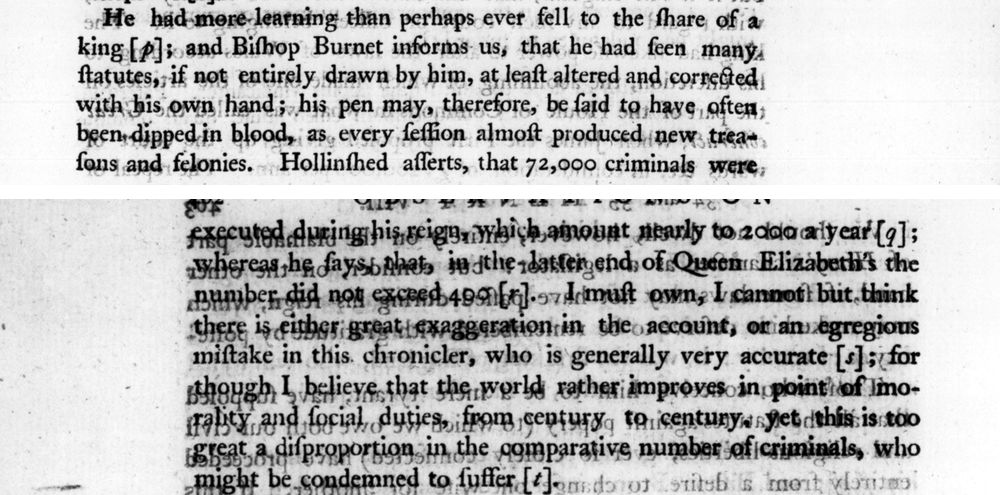 He had more learning than perhaps ever fell to the ſhare of a
king [p]; and Biſhop Burnet informs us, that he had ſeen many
ſtatutes, if not entirely drawn by him, at leaſt altered and corrected
with his own hand; his pen may, therefore, be ſaid to have often
been dipped in blood, as every ſeſſion almoſt produced new trea-
ſons and felonies. Hollinſhed aſſerts, that 72,000 criminals were
executed during his reign, which amount nearly to 2000 a year [q];
whereas he ſays, that, in the latter end of Queen Elizabeth's the
number did not exceed 400 [r]. I muſt own, I cannot but think
there is either great exaggeration in the account, or an egregious
miſtake in this chronicler, who is generally very accurate [s]; for
though I believe that the world rather improves in point of mo-
rality and ſocial duties, from century to century, yet this is too
great a diſproportion in the comparative number of criminals, who
might be condemned to ſuffer [t].